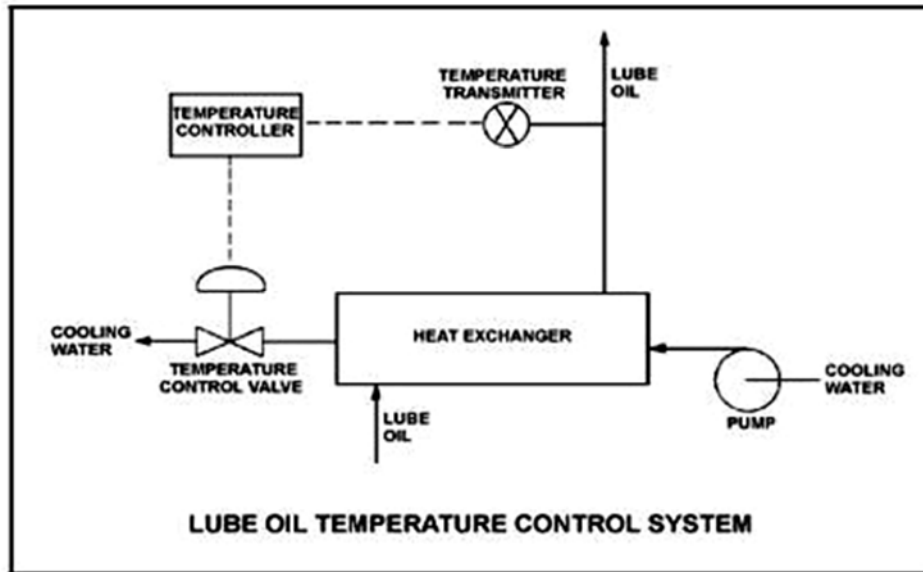 TEMPERATURE
TRANSMITTER
LUBE
OIL
TEMPERATURE
CONTROLLER
COOLING
WATER
TEMPERATURE
CONTROL VALVE
HEAT EXCHANGER
LUBE
OIL
COOLING
WATER
PUMP
LUBE OIL TEMPERATURE CONTROL SYSTEM